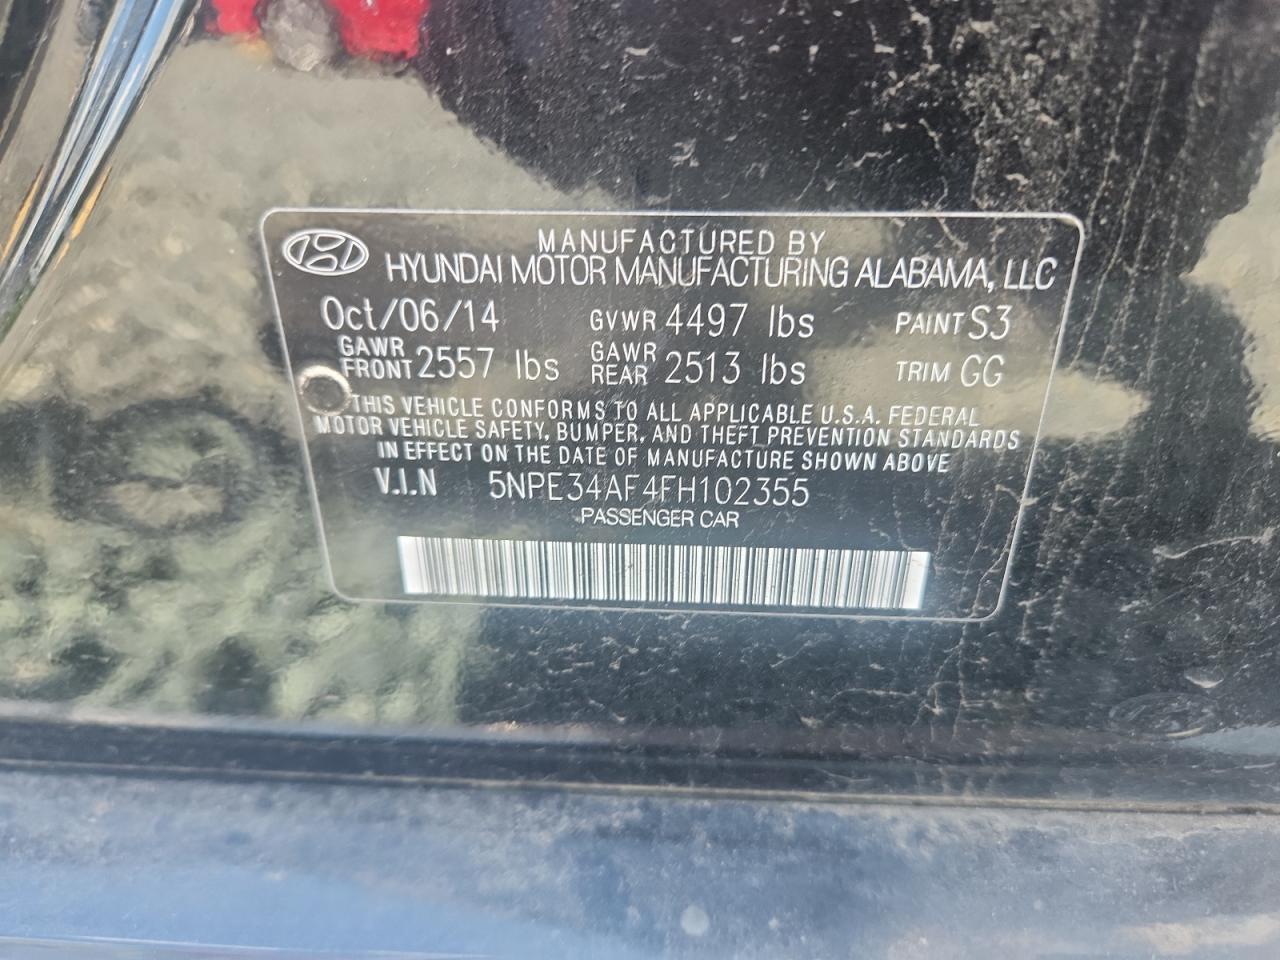 MANUFACTURED BY
HYUNDAI MOTOR MANUFACTURING ALABAMA, LLC
Oct/06/14 GVWR 4497 lbs PAINT S3
GAWR FRONT 2557 lbs GAWR REAR 2513 lbs TRIM GG
THIS VEHICLE CONFORMS TO ALL APPLICABLE U.S.A. FEDERAL
MOTOR VEHICLE SAFETY, BUMPER, AND THEFT PREVENTION STANDARDS
IN EFFECT ON THE DATE OF MANUFACTURE SHOWN ABOVE
V.I.N 5NPE34AF4FH102355
PASSENGER CAR